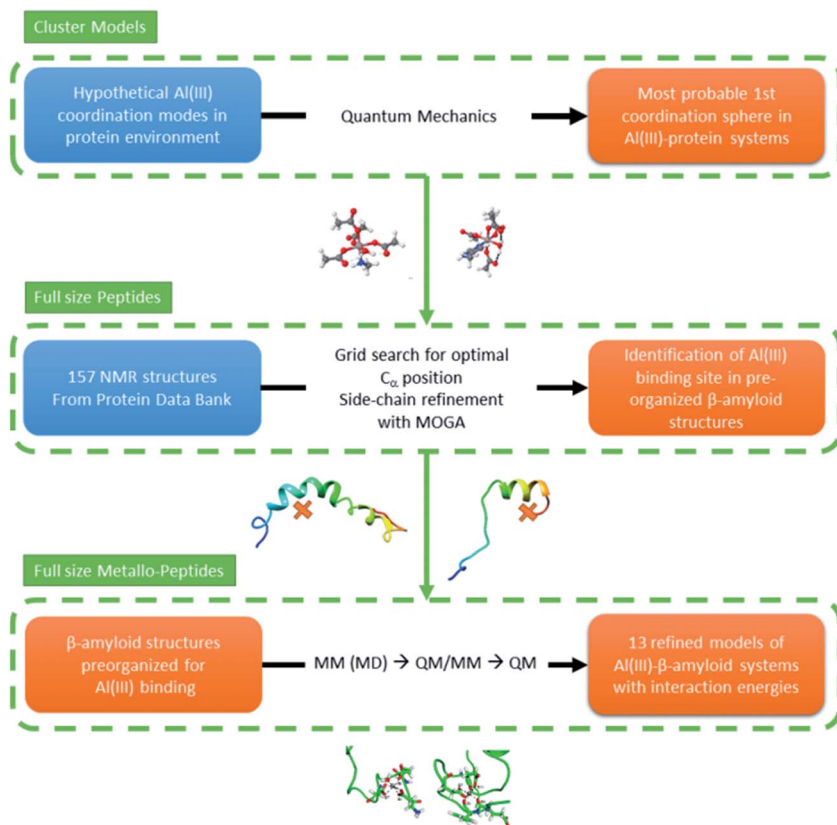 Cluster Models
Hypothetical Al(III)
coordination modes in
protein environment
Quantum Mechanics
Most probable 1st
coordination sphere in
Al(III)-protein systems
Full size Peptides
157 NMR structures
From Protein Data Bank
Grid search for optimal
Cα position
Side-chain refinement
with MOGA
Identification of Al(III)
binding site in pre-
organized β-amyloid
structures
Full size Metallo-Peptides
β-amyloid structures
preorganized for
Al(III) binding
MM (MD) → QM/MM → QM
13 refined models of
Al(III)-β-amyloid systems
with interaction energies